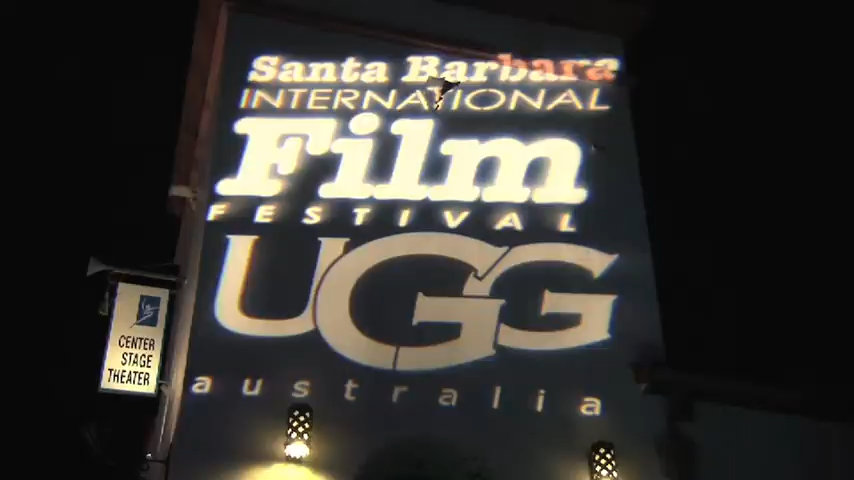 Santa Barbara
INTERNATIONAL
Film
FESTIVAL
UGG
australia
CENTER
STAGE
THEATER